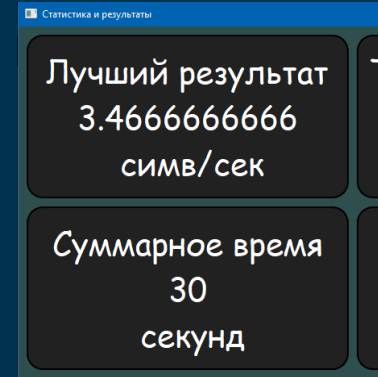 Статистика и результаты
Лучший результат
3.4666666666
симв/сек
Суммарное время
30
секунд